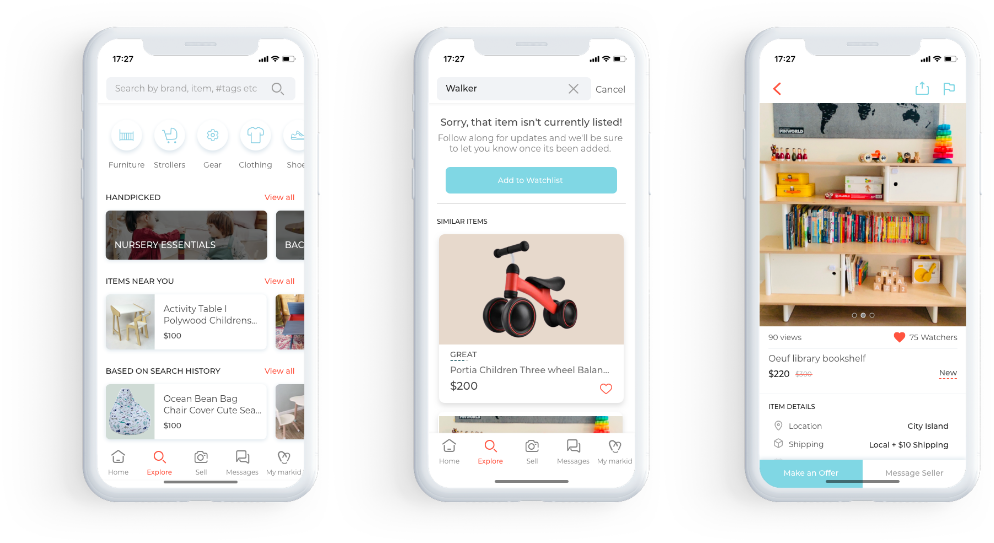 17:27
Search by brand, item, #tags etc
Furniture
Strollers
Gear
Clothing
Shoe
HANDPICKED
View all
NURSERY ESSENTIALS
BAC
ITEMS NEAR YOU
View all
Activity Table |
Polywood Childrens...
$100
BASED ON SEARCH HISTORY
View all
Ocean Bean Bag
Chair Cover Cute Sea...
$100
Home
Explore
Sell
Messages
My markid
17:27
Walker
Cancel
Sorry, that item isn't currently listed!
Follow along for updates and we'll be sure
to let you know once its been added.
Add to Watchlist
SIMILAR ITEMS
GREAT
Portia Children Three wheel Balan...
$200
Home
Explore
Sell
Messages
My markid
17:27
PINWORLD
90 views
75 Watchers
Oeuf library bookshelf
$220 $300
New
ITEM DETAILS
Location
City Island
Shipping
Local + $10 Shipping
Make an Offer
Message Seller